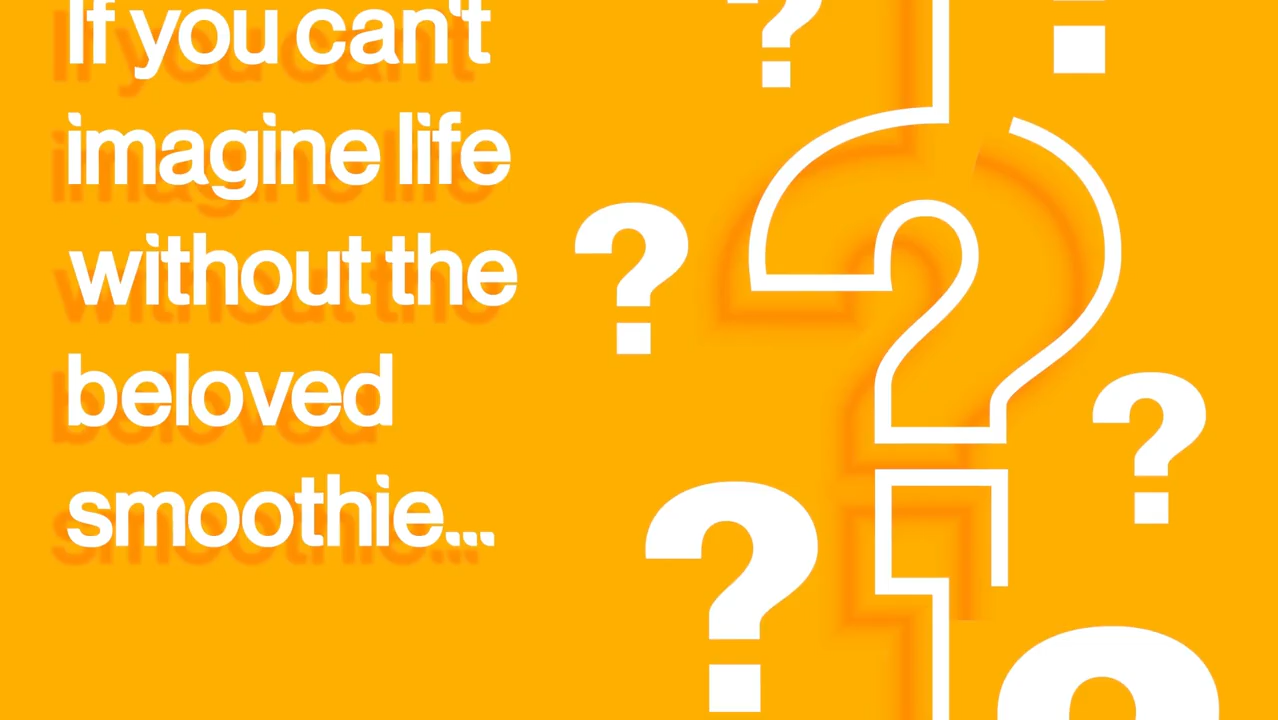 If you can't
imagine life
without the
beloved
smoothie...
?
?
?
?
?
?